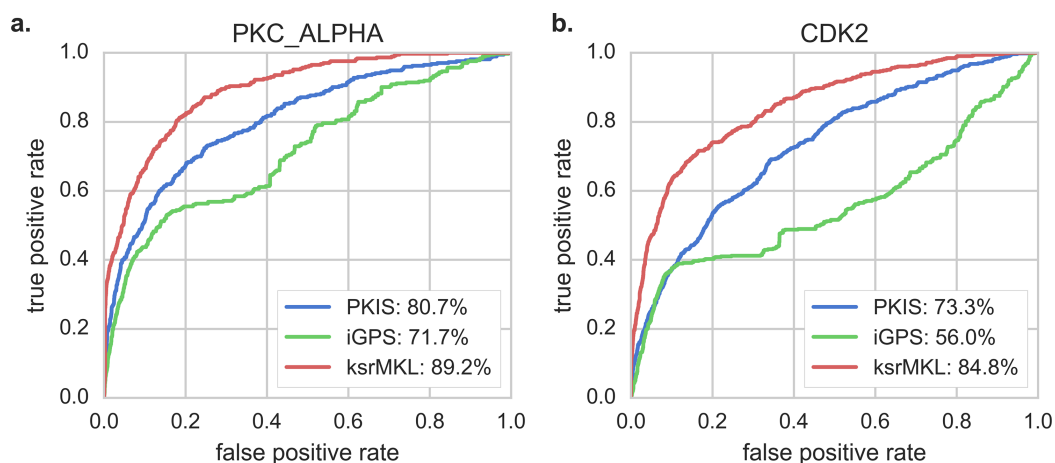 a.
PKC_ALPHA
true positive rate
1.0
0.8
0.6
0.4
0.2
0.0
PKIS: 80.7%
iGPS: 71.7%
ksrMKL: 89.2%
0.0 0.2 0.4 0.6 0.8 1.0
false positive rate
b.
CDK2
true positive rate
1.0
0.8
0.6
0.4
0.2
0.0
PKIS: 73.3%
iGPS: 56.0%
ksrMKL: 84.8%
0.0 0.2 0.4 0.6 0.8 1.0
false positive rate